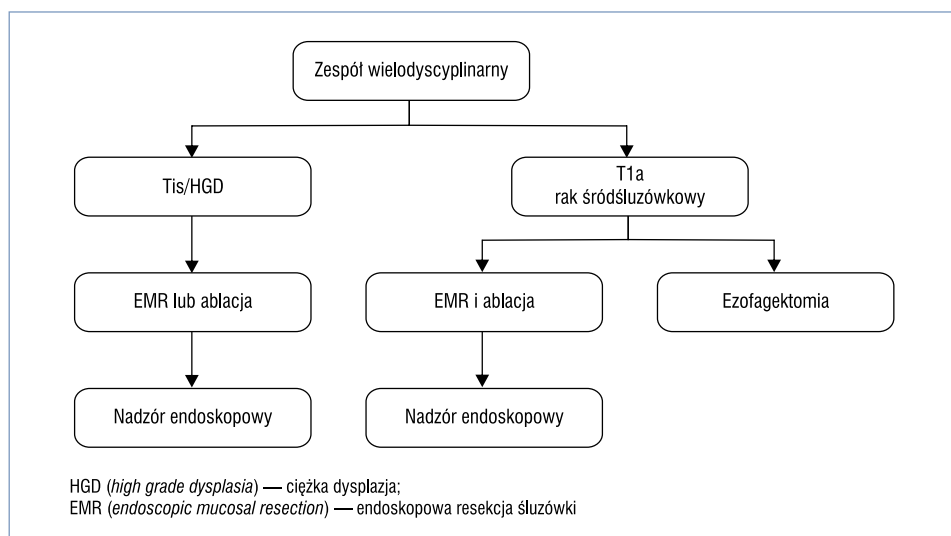 Zespół wielodyscyplinarny
Tis/HGD
T1a
rak śródśluzówkowy
EMR lub ablacja
EMR i ablacja
Ezofagektomia
Nadzór endoskopowy
Nadzór endoskopowy
HGD (high grade dysplasia) — ciężka dysplazja;
EMR (endoscopic mucosal resection) — endoskopowa resekcja śluzówki